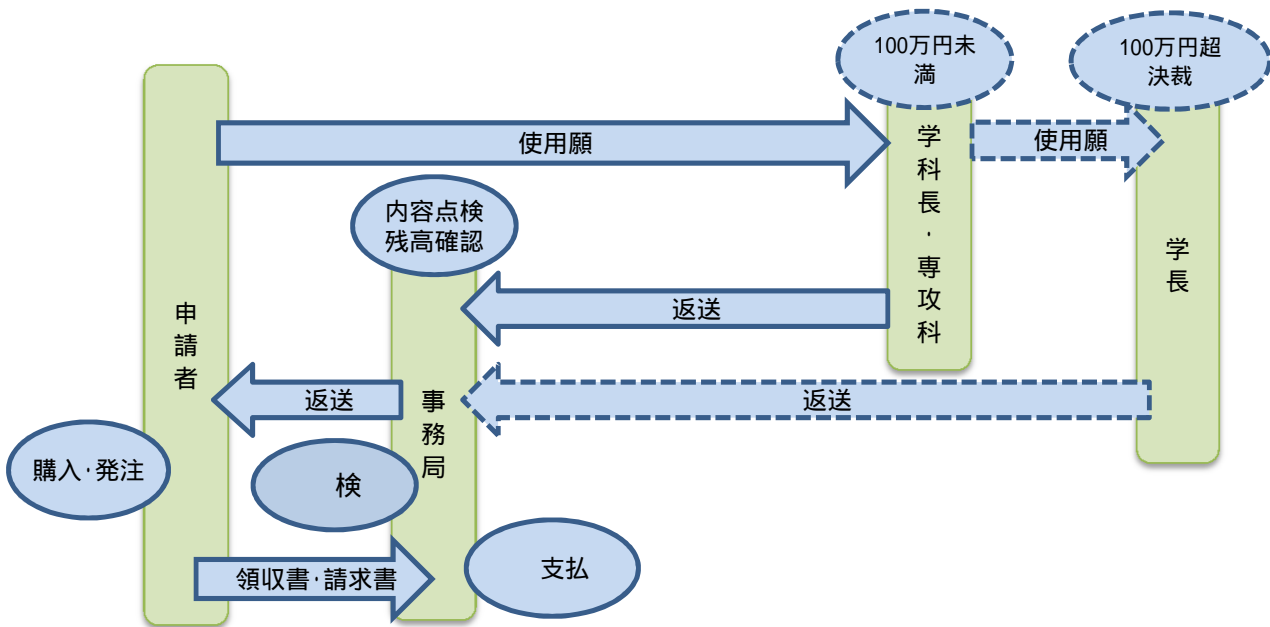 100万円未
満
100万円超
決裁
使用願
使用願
学科長・専攻科
内容点検
残高確認
学長
返送
申請者
返送
返送
事務局
購入・発注
検
支払
領収書・請求書